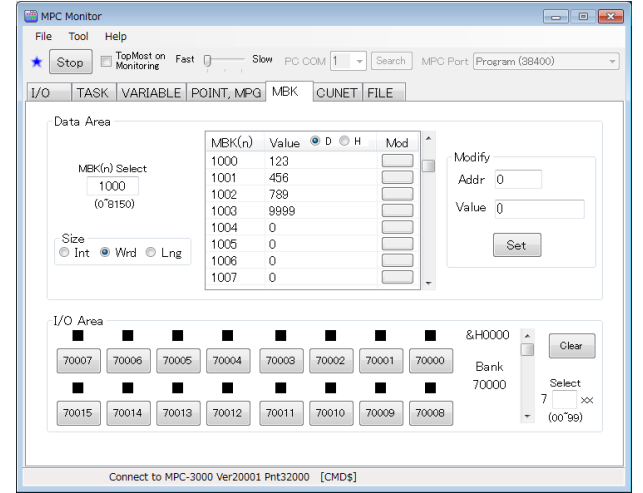 MPC Monitor
File Tool Help
Stop TopMost on Monitoring Fast Slow PC COM 1 Search MPC Port Program (38400)
I/O TASK VARIABLE POINT, MPG MBK CUNET FILE
Data Area
MBK(n) Value D H Mod
1000 123
1001 456
1002 789
1003 9999
1004 0
1005 0
1006 0
1007 0
MBK(n) Select
1000
(0~8150)
Size
Int Wrd Lng
Modify
Addr 0
Value 0
Set
I/O Area
70007 70006 70005 70004 70003 70002 70001 70000
70015 70014 70013 70012 70011 70010 70009 70008
&H0000
Bank
70000
Clear
Select
7 xx
(00~99)
Connect to MPC-3000 Ver20001 Pnt32000 [CMD$]